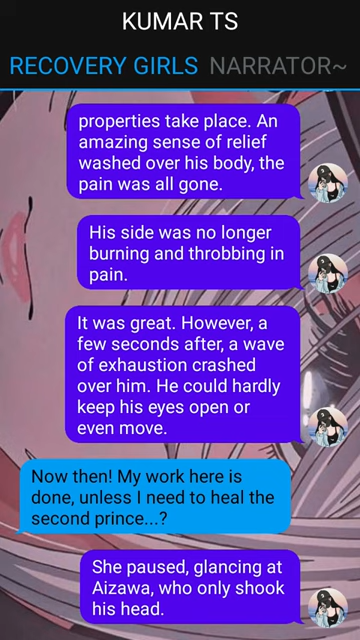 KUMAR TS
RECOVERY GIRLS NARRATOR~
properties take place. An
amazing sense of relief
washed over his body, the
pain was all gone.
His side was no longer
burning and throbbing in
pain.
It was great. However, a
few seconds after, a wave
of exhaustion crashed
over him. He could hardly
keep his eyes open or
even move.
Now then! My work here is
done, unless I need to heal the
second prince...?
She paused, glancing at
Aizawa, who only shook
his head.